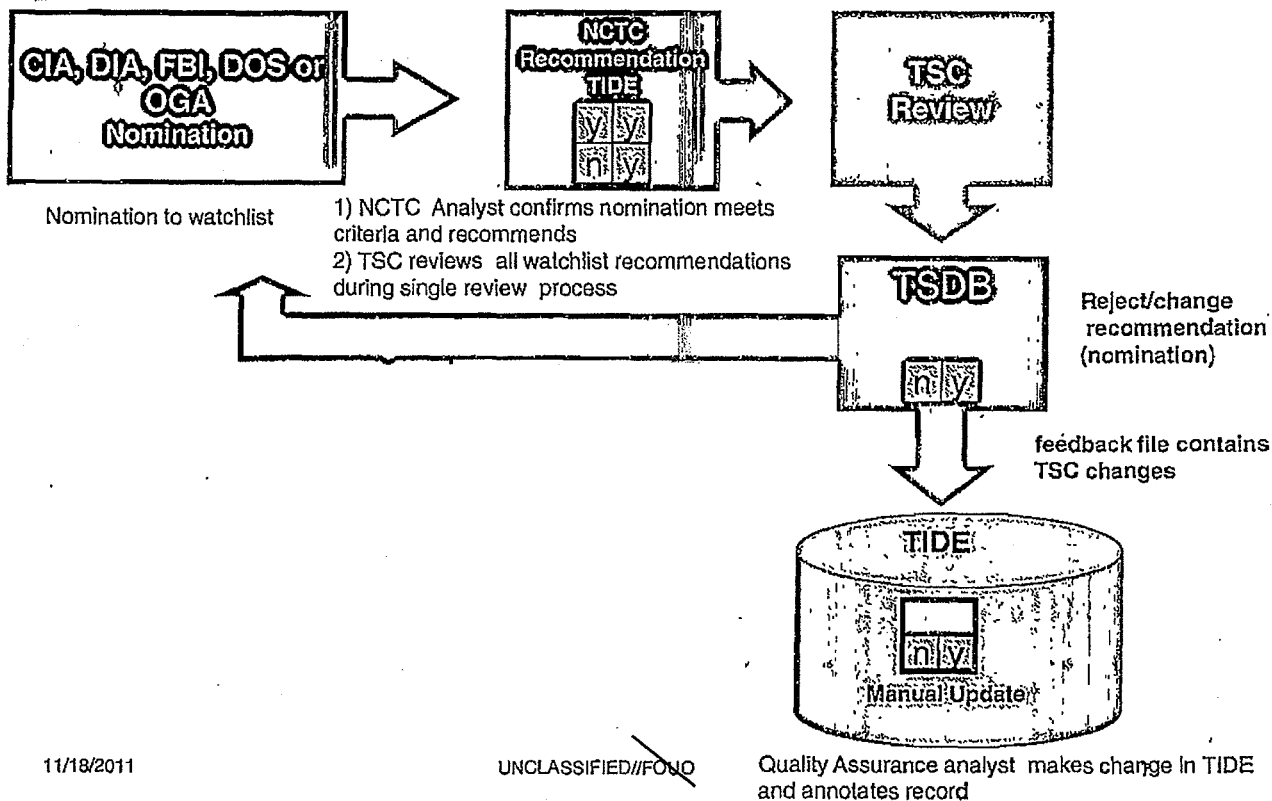 CIA, DIA, FBI, DOS or
OGA
Nomination
NCTC
Recommendation
TIDE
y y
n y
TSC
Review
Nomination to watchlist
1) NCTC Analyst confirms nomination meets
criteria and recommends
2) TSC reviews all watchlist recommendations
during single review process
TSDB
n y
Reject/change
recommendation
(nomination)
feedback file contains
TSC changes
TIDE
n y
Manual Update
11/18/2011
UNCLASSIFIED//FOUO
Quality Assurance analyst makes change in TIDE
and annotates record